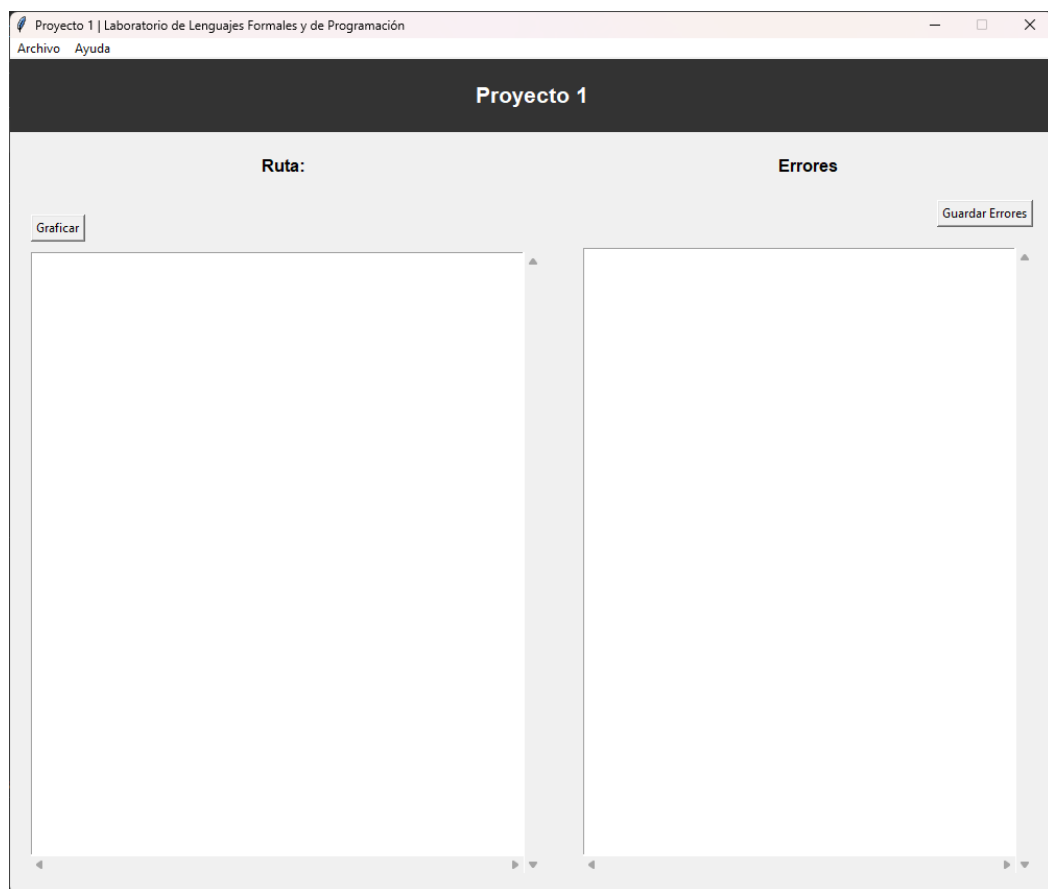 Proyecto 1 | Laboratorio de Lenguajes Formales y de Programación
Archivo Ayuda
Proyecto 1
Ruta:
Errores
Guardar Errores
Graficar